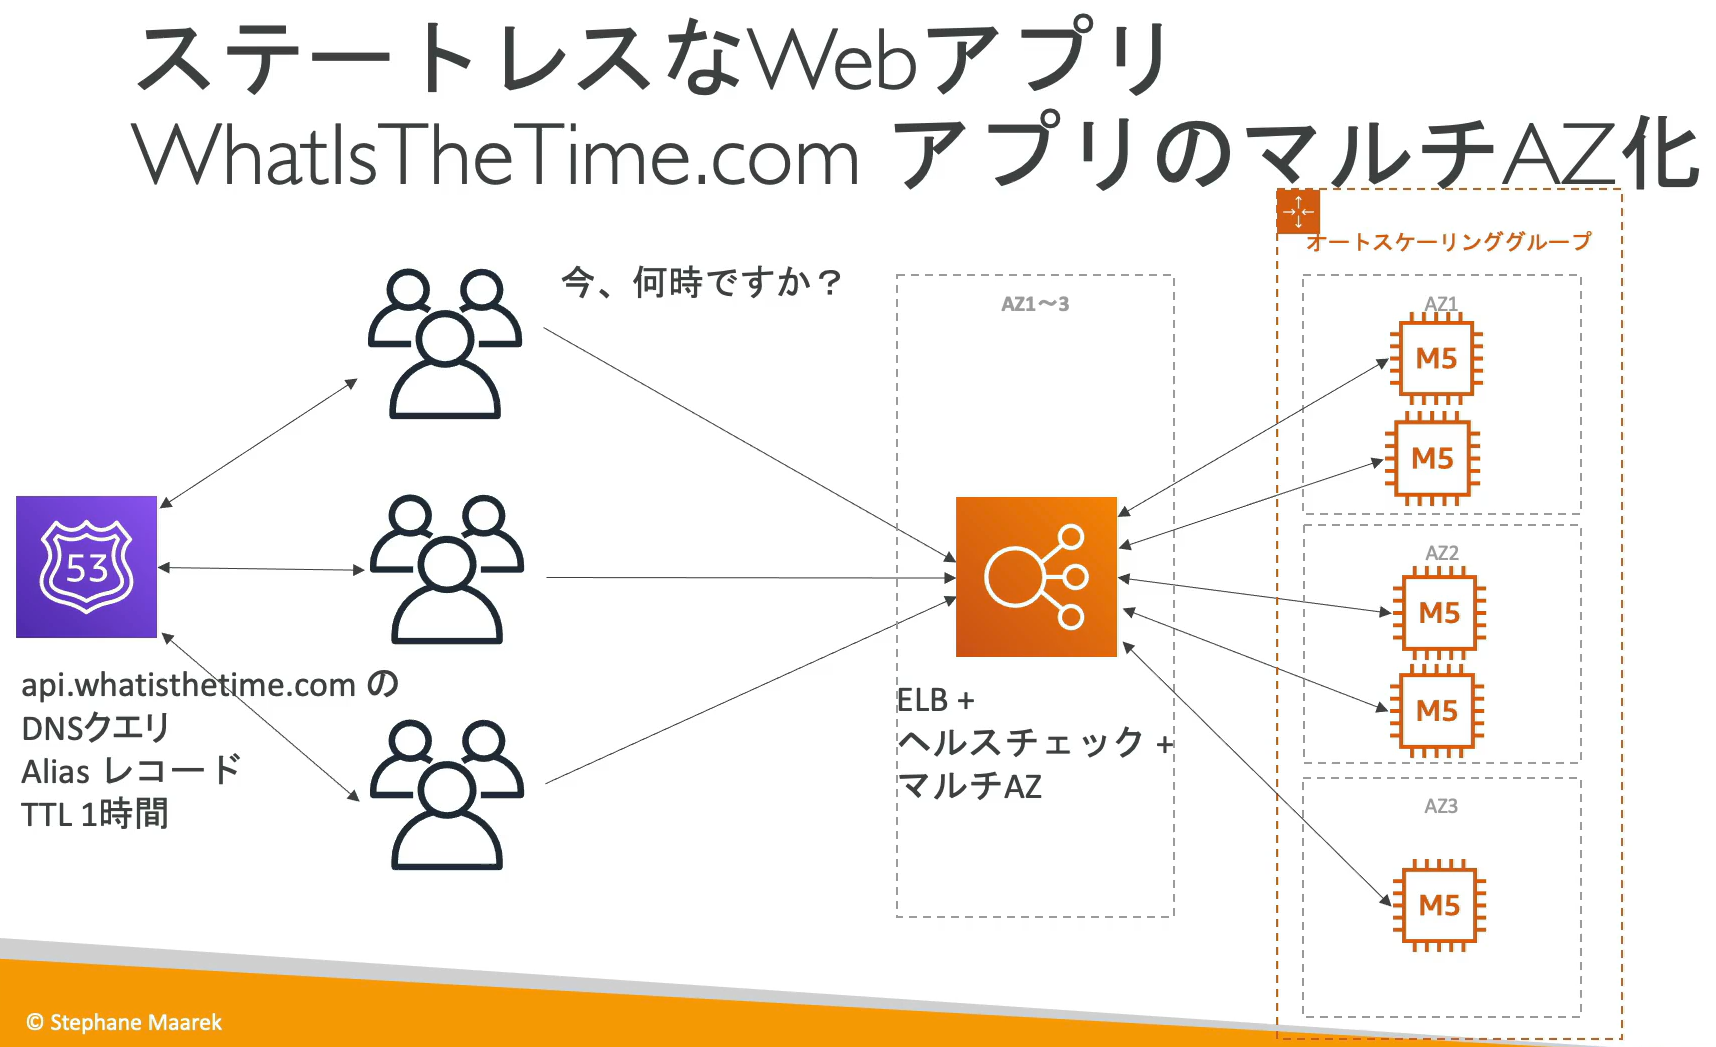 ステートレスなWebアプリ
WhatIsTheTime.com アプリのマルチAZ化
オートスケーリンググループ
今、何時ですか？
AZ1〜3
AZ1
M5
M5
53
AZ2
M5
M5
api.whatisthetime.com の
DNSクエリ
Alias レコード
TTL 1時間
ELB +
ヘルスチェック +
マルチAZ
AZ3
M5
© Stephane Maarek